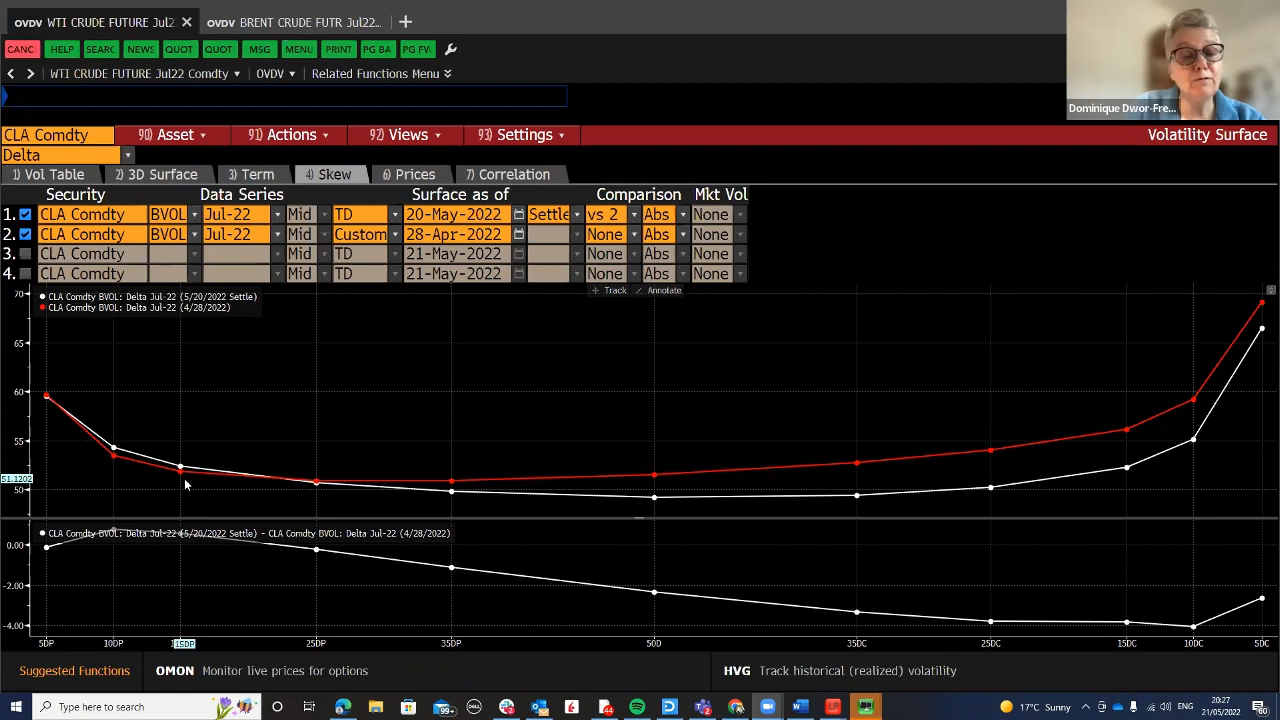 OVDV WTI CRUDE FUTURE Jul2 × OVDV BRENT CRUDE FUTR Jul22... +
CANC HELP SEARC NEWS QUOT QUOT MSG MENU PRINT PG BA PG FW
WTI CRUDE FUTURE Jul22 Comdty OVDV Related Functions Menu
Dominique Dwor-Fre...
CLA Comdty 90) Asset 91) Actions 92) Views 93) Settings Volatility Surface
Delta
1) Vol Table 2) 3D Surface 3) Term 4) Skew 6) Prices 7) Correlation
Security Data Series Surface as of Comparison Mkt Vol
1. CLA Comdty BVOL Jul-22 Mid TD 20-May-2022 Settle vs 2 Abs None
2. CLA Comdty BVOL Jul-22 Mid Custom 28-Apr-2022 None Abs None
3. CLA Comdty Mid TD 21-May-2022 None Abs None
4. CLA Comdty Mid TD 21-May-2022 None Abs None
Track Annotate
CLA Comdty BVOL: Delta Jul-22 (5/20/2022 Settle)
CLA Comdty BVOL: Delta Jul-22 (4/28/2022)
70
65
60
55
51.1202
50
CLA Comdty BVOL: Delta Jul-22 (5/20/2022 Settle) - CLA Comdty BVOL: Delta Jul-22 (4/28/2022)
0.00
-2.00
-4.00
5DP 10DP 15DP 25DP 35DP 50D 35DC 25DC 15DC 10DC 5DC
Suggested Functions OMON Monitor live prices for options HVG Track historical (realized) volatility
Type here to search 99+ 44 17°C Sunny ENG 20:27
21/05/2022